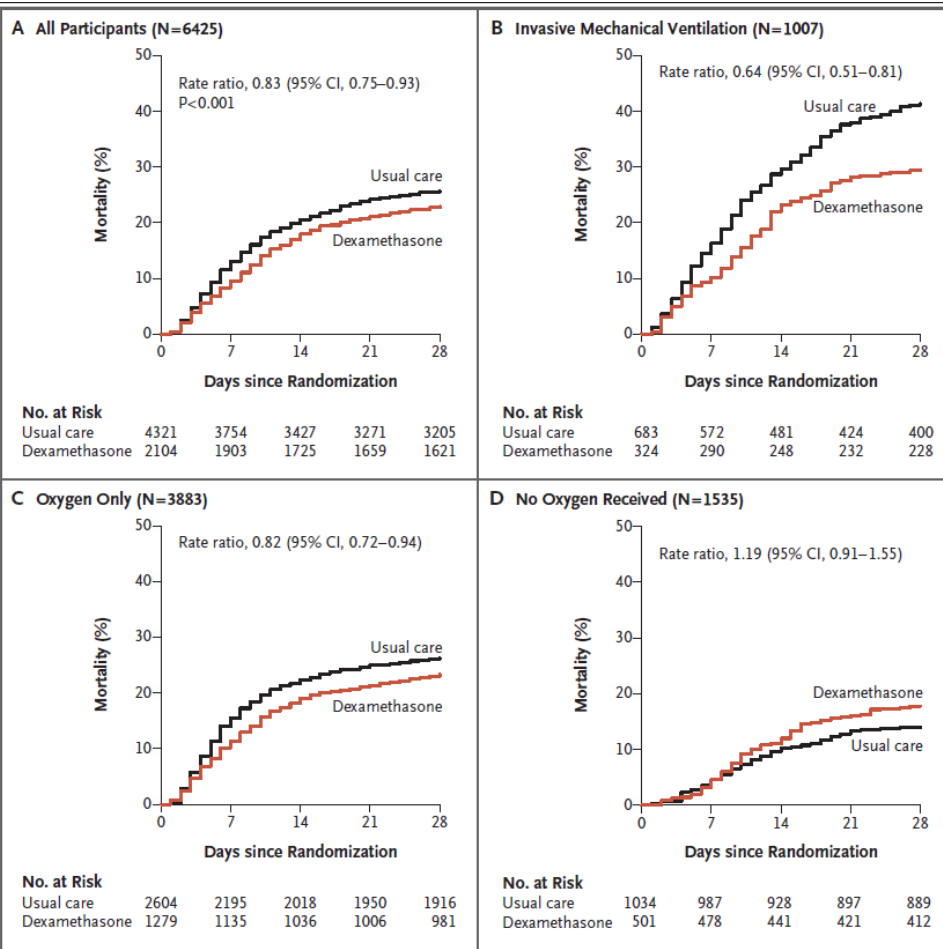 A All Participants (N=6425)
50
40
30
20
10
0
Mortality (%)
Rate ratio, 0.83 (95% CI, 0.75–0.93)
P<0.001
Usual care
Dexamethasone
0 7 14 21 28
Days since Randomization
No. at Risk
Usual care 4321 3754 3427 3271 3205
Dexamethasone 2104 1903 1725 1659 1621
B Invasive Mechanical Ventilation (N=1007)
50
40
30
20
10
0
Mortality (%)
Rate ratio, 0.64 (95% CI, 0.51–0.81)
Usual care
Dexamethasone
0 7 14 21 28
Days since Randomization
No. at Risk
Usual care 683 572 481 424 400
Dexamethasone 324 290 248 232 228
C Oxygen Only (N=3883)
50
40
30
20
10
0
Mortality (%)
Rate ratio, 0.82 (95% CI, 0.72–0.94)
Usual care
Dexamethasone
0 7 14 21 28
Days since Randomization
No. at Risk
Usual care 2604 2195 2018 1950 1916
Dexamethasone 1279 1135 1036 1006 981
D No Oxygen Received (N=1535)
50
40
30
20
10
0
Mortality (%)
Rate ratio, 1.19 (95% CI, 0.91–1.55)
Dexamethasone
Usual care
0 7 14 21 28
Days since Randomization
No. at Risk
Usual care 1034 987 928 897 889
Dexamethasone 501 478 441 421 412